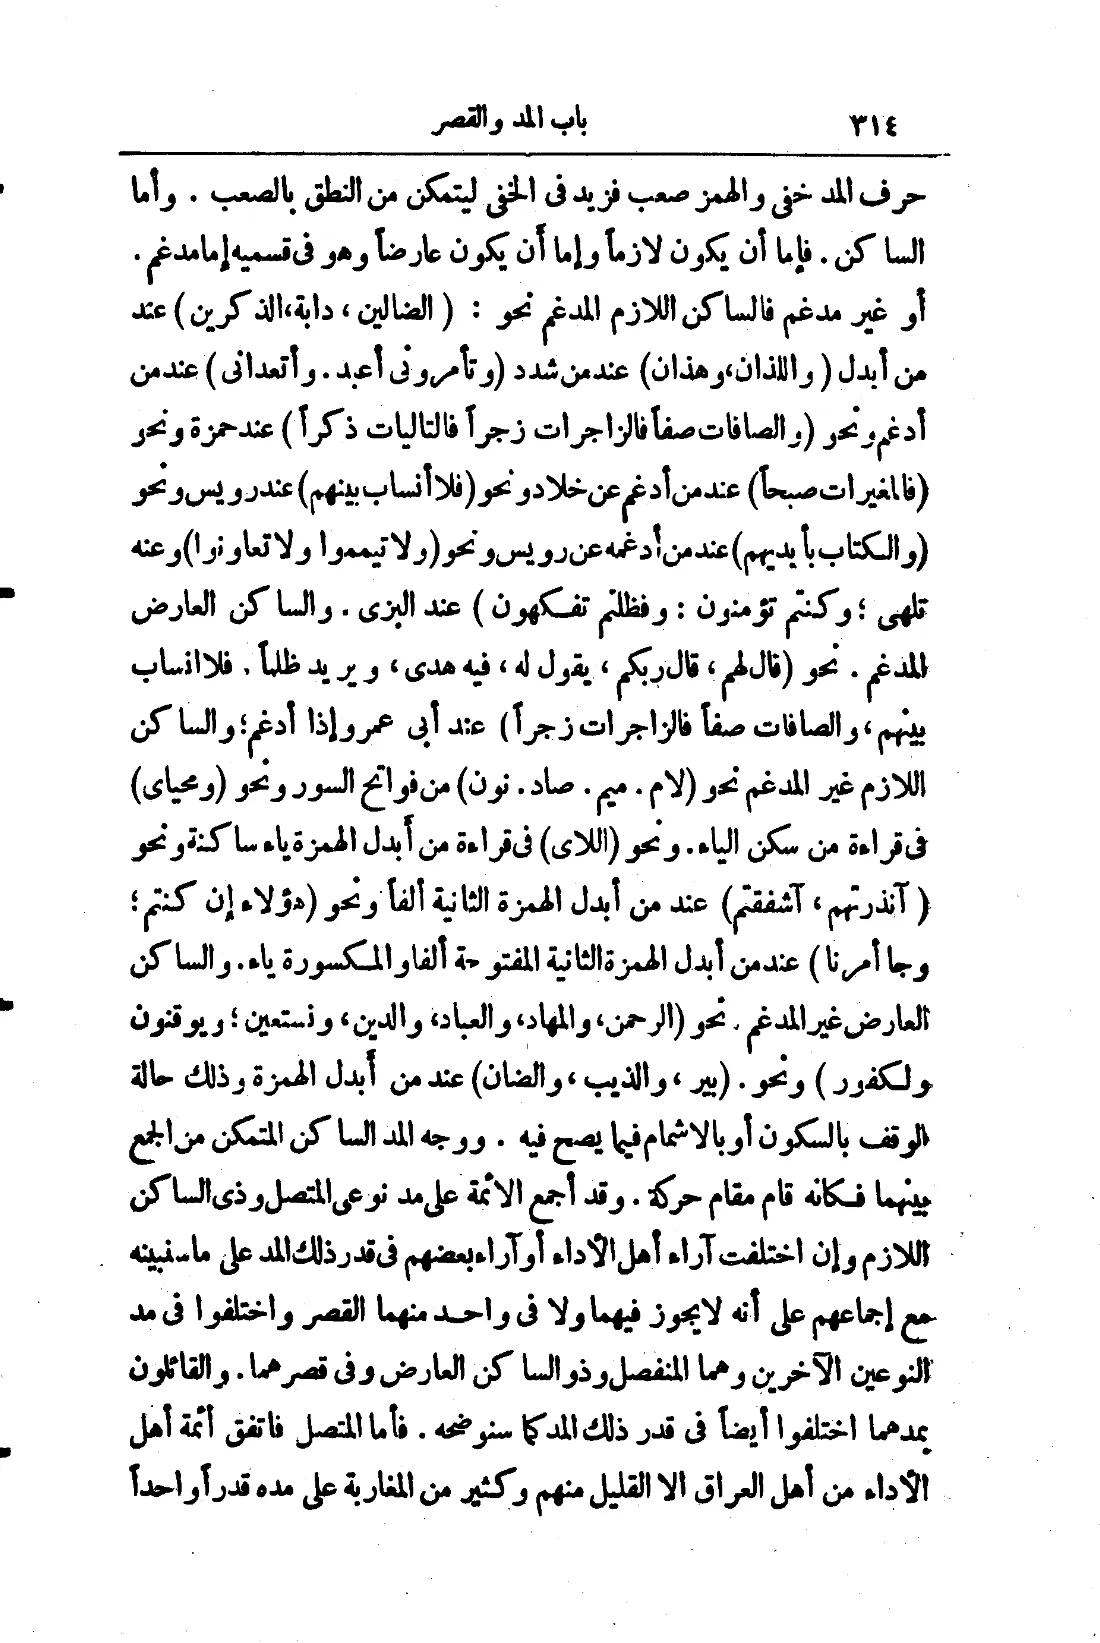 ٣١٤ باب المد والقصر
حرف المد خفى والهمز صعب فزيد فى الخفى ليتمكن من النطق بالصعب . وأما
الساكن . فإما أن يكون لازماً وإما أن يكون عارضاً وهو فى قسميه إما مدغم .
أو غير مدغم فالساكن اللازم المدغم نحو : ( الضالين ، دابة، الذكرين ) عند
من أبدل ( واللذان، وهذان) عند من شدد (وتأمرونى أعبد . وأتعدانى ) عند من
أدغم ونحو (والصافات صفاً فالزاجرات زجراً فالتاليات ذكراً ) عند حمزة ونحو
(فالمغيرات صبحاً) عند من أدغم عن خلاد ونحو (فلا أنساب بينهم) عند رويس ونحو
(والكتاب بأيديهم) عند من أدغمه عن رويس ونحو (ولا تيمموا ولا تعاونوا) وعنه
تلهى ؛ وكنتم تؤمنون : وفظلتم تفكهون ) عند البزى . والساكن العارض
المدغم . نحو (قال لهم ، قال ربكم ، يقول له ، فيه هدى ، ويريد ظلماً . فلا انساب
بينهم ، والصافات صفاً فالزاجرات زجراً ) عند أبى عمرو إذا أدغم؛ والساكن
اللازم غير المدغم نحو (لام . ميم . صاد . نون) من فواتح السور ونحو (ومحياى)
فى قراءة من سكن الياء . ونحو (اللاى) فى قراءة من أبدل الهمزة ياء ساكنة ونحو
( آنذرتهم ، آشفقتم ) عند من أبدل الهمزة الثانية ألفاً ونحو (هؤلاء إن كنتم ؛
وجا أمرنا ) عند من أبدل الهمزة الثانية المفتوحة ألفا والمكسورة ياء . والساكن
العارض غير المدغم . نحو (الرحمن، والمهاد، والعباد، والدين، ونستعين ؛ ويوقنون
ولكفور ) ونحو . (بير ، والذيب ، والضان) عند من أبدل الهمزة وذلك حالة
الوقف بالسكون أو بالاشمام فيما يصح فيه . ووجه المد الساكن المتمكن من الجمع
بينهما فكانه قام مقام حركة . وقد أجمع الائمة على مد نوعى المتصل وذى الساكن
اللازم وإن اختلفت آراء أهل الأداء أو آراء بعضهم فى قدر ذلك المد على ما سنبينه
مع إجماعهم على أنه لايجوز فيهما ولا فى واحد منهما القصر واختلفوا فى مد
النوعين الآخرين وهما المنفصل وذو الساكن العارض وفى قصرهما . والقائلون
بمدهما اختلفوا أيضاً فى قدر ذلك المد كما سنوضحه . فأما المتصل فاتفق أئمة أهل
الأداء من أهل العراق الا القليل منهم وكثير من المغاربة على مده قدراً واحداً